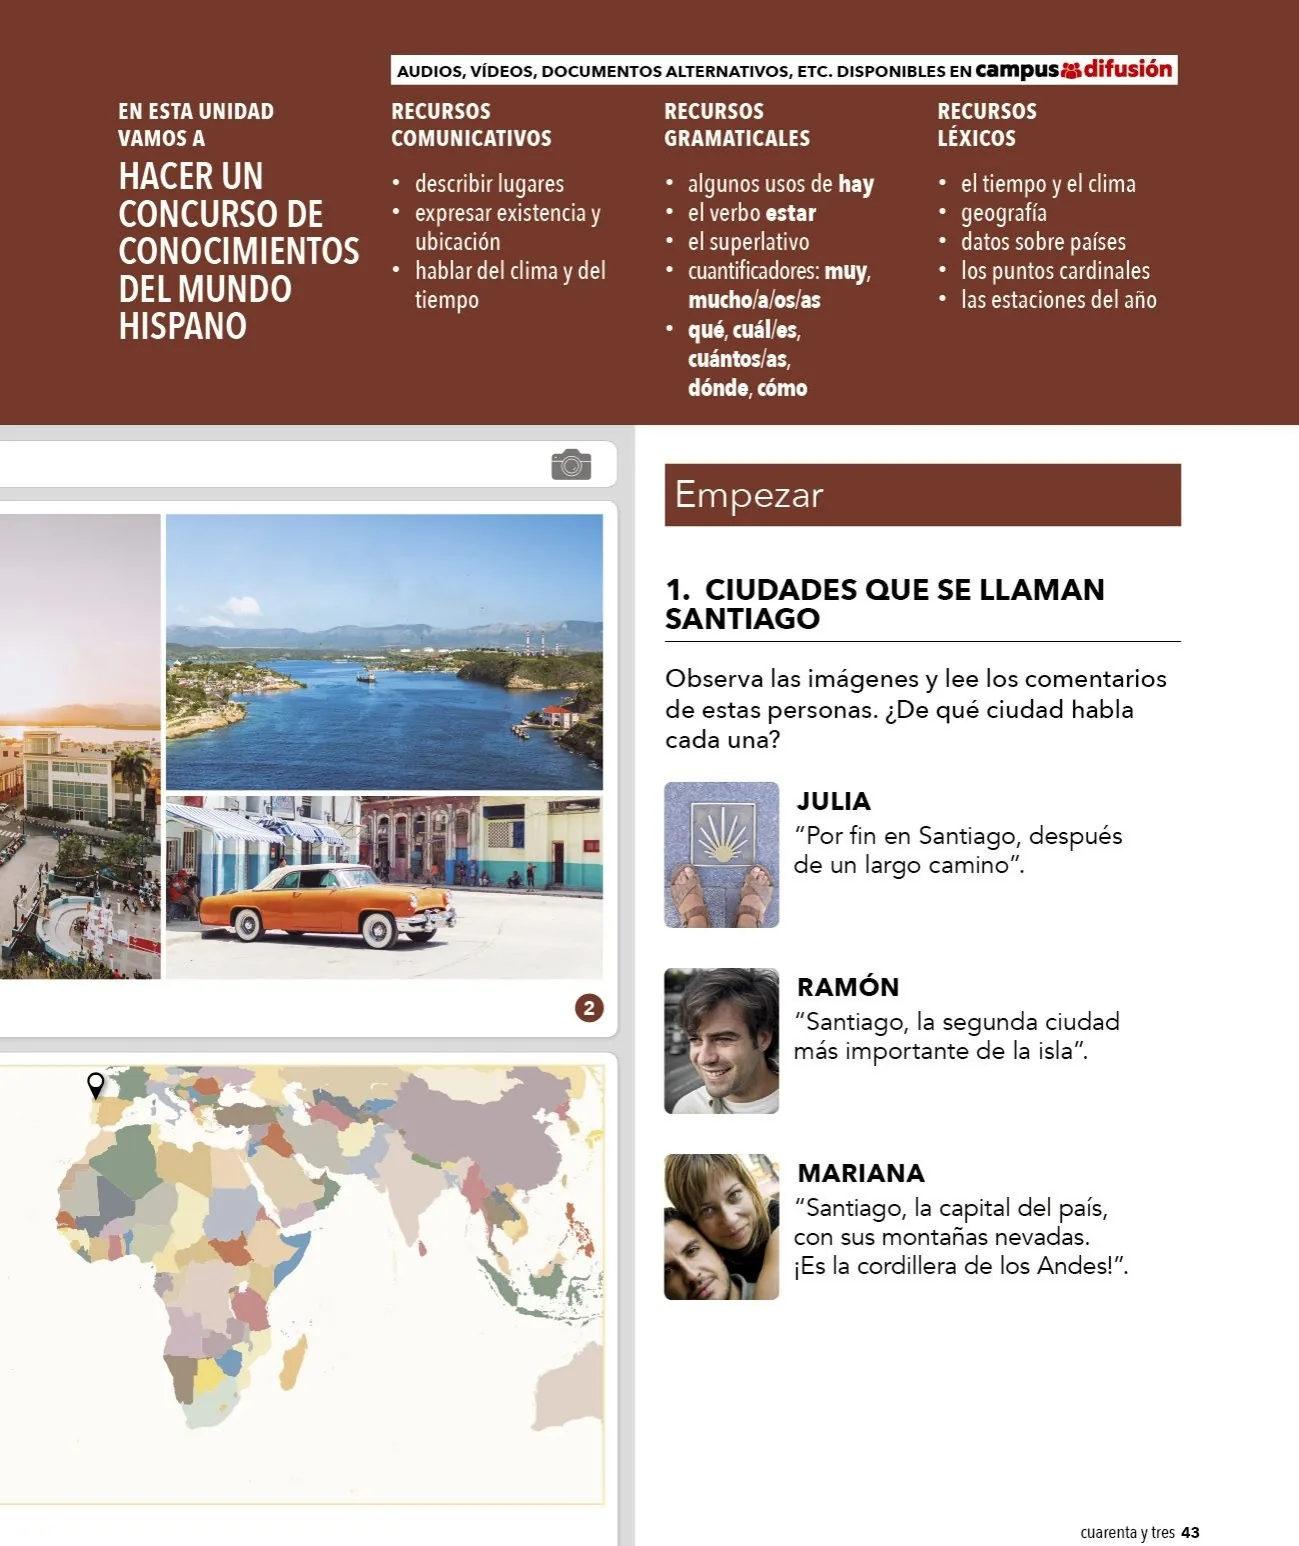 AUDIOS, VÍDEOS, DOCUMENTOS ALTERNATIVOS, ETC. DISPONIBLES EN campus difusión
EN ESTA UNIDAD
VAMOS A
HACER UN
CONCURSO DE
CONOCIMIENTOS
DEL MUNDO
HISPANO
RECURSOS
COMUNICATIVOS
• describir lugares
• expresar existencia y
ubicación
• hablar del clima y del
tiempo
RECURSOS
GRAMATICALES
• algunos usos de hay
• el verbo estar
• el superlativo
• cuantificadores: muy,
mucho/a/os/as
• qué, cuál/es,
cuántos/as,
dónde, cómo
RECURSOS
LÉXICOS
• el tiempo y el clima
• geografía
• datos sobre países
• los puntos cardinales
• las estaciones del año
2
Empezar
1. CIUDADES QUE SE LLAMAN
SANTIAGO
Observa las imágenes y lee los comentarios
de estas personas. ¿De qué ciudad habla
cada una?
JULIA
“Por fin en Santiago, después
de un largo camino”.
RAMÓN
“Santiago, la segunda ciudad
más importante de la isla”.
MARIANA
“Santiago, la capital del país,
con sus montañas nevadas.
¡Es la cordillera de los Andes!”.
cuarenta y tres 43